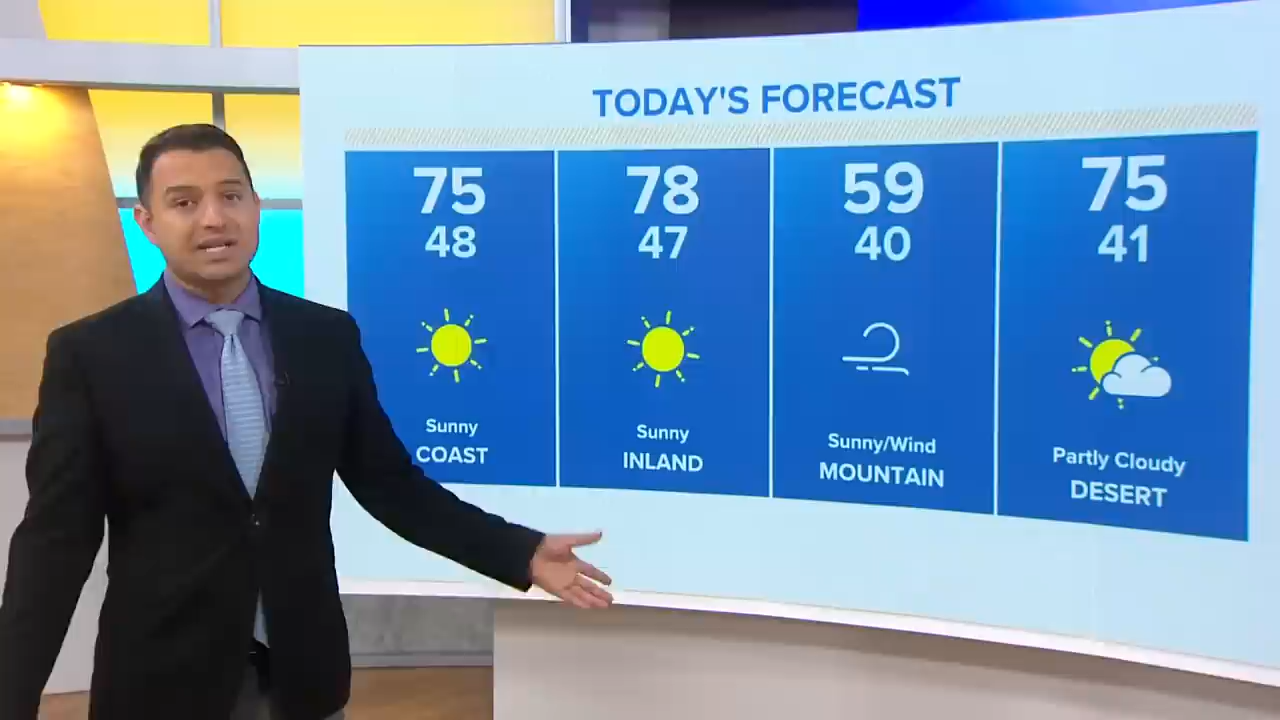 TODAY'S FORECAST
75
48
Sunny
COAST
78
47
Sunny
INLAND
59
40
Sunny/Wind
MOUNTAIN
75
41
Partly Cloudy
DESERT